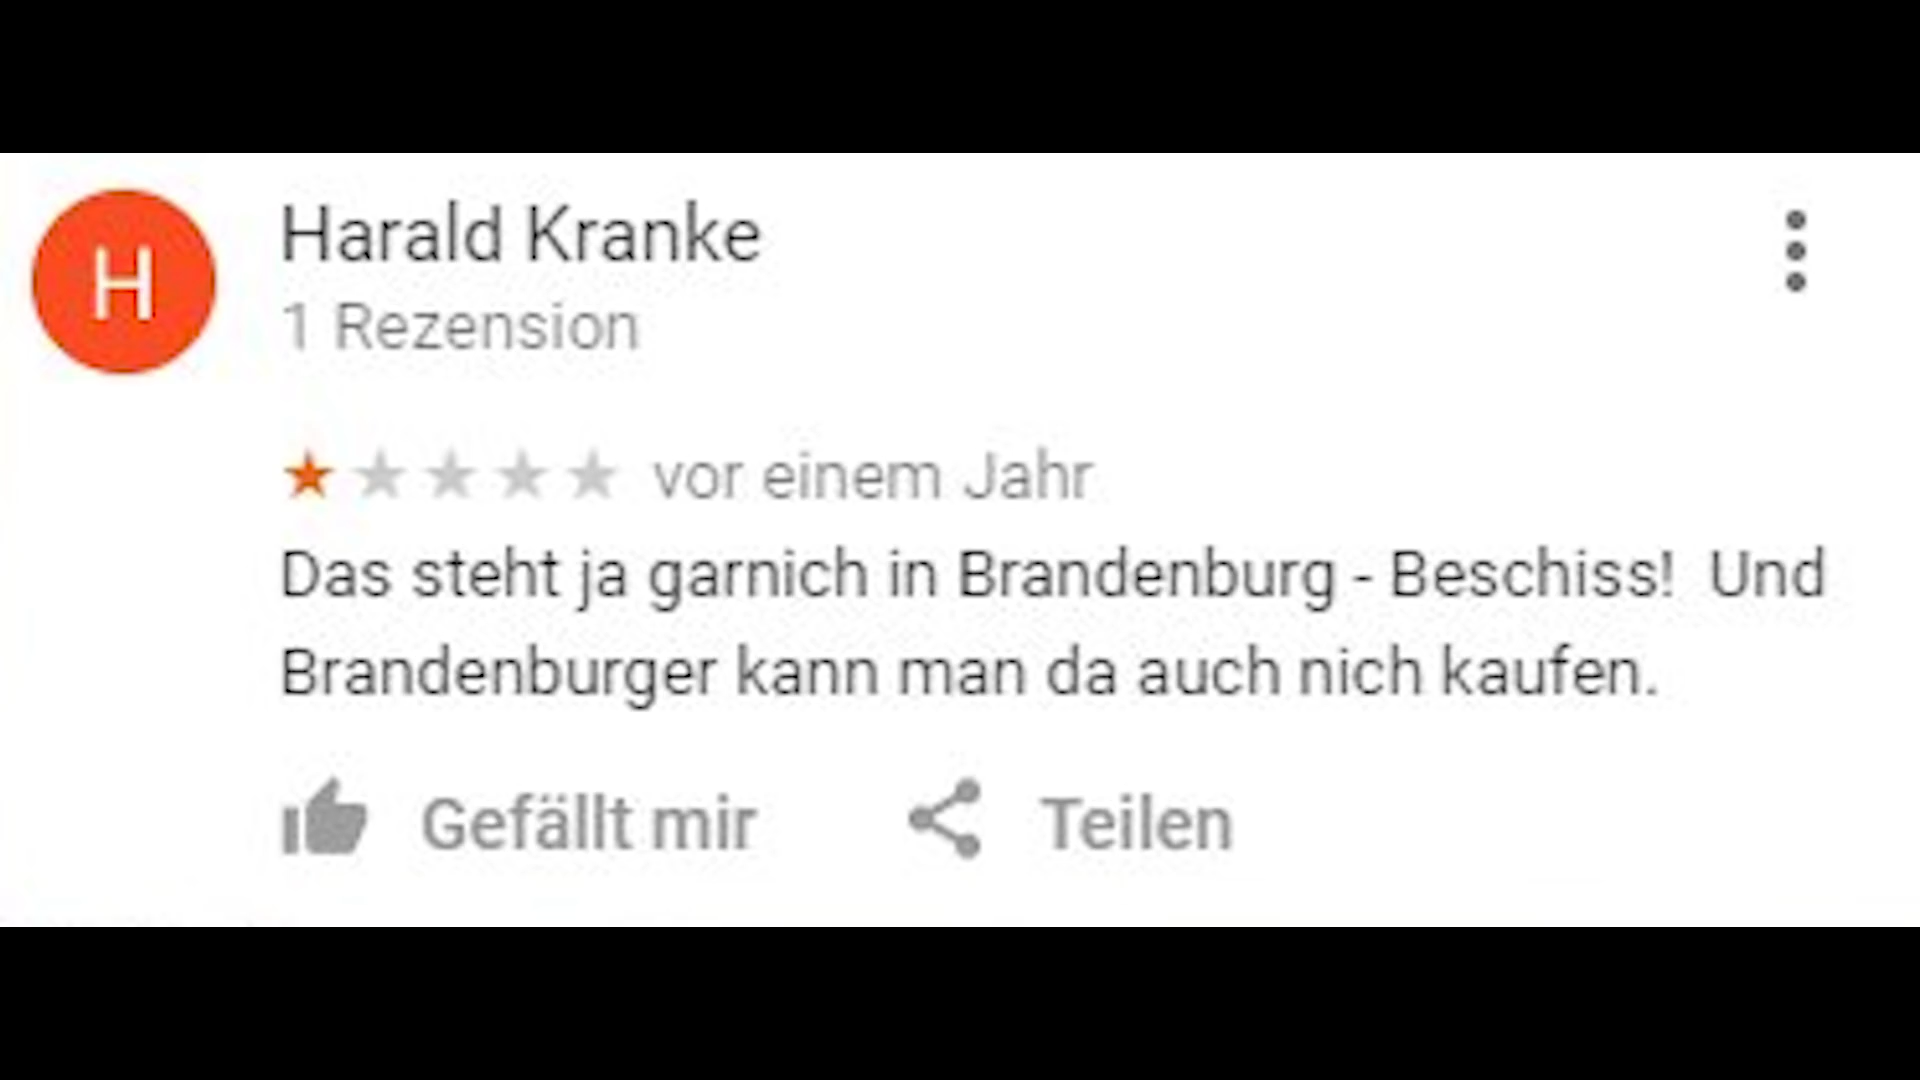 H
Harald Kranke
1 Rezension
vor einem Jahr
Das steht ja garnich in Brandenburg - Beschiss! Und
Brandenburger kann man da auch nich kaufen.
Gefällt mir
Teilen